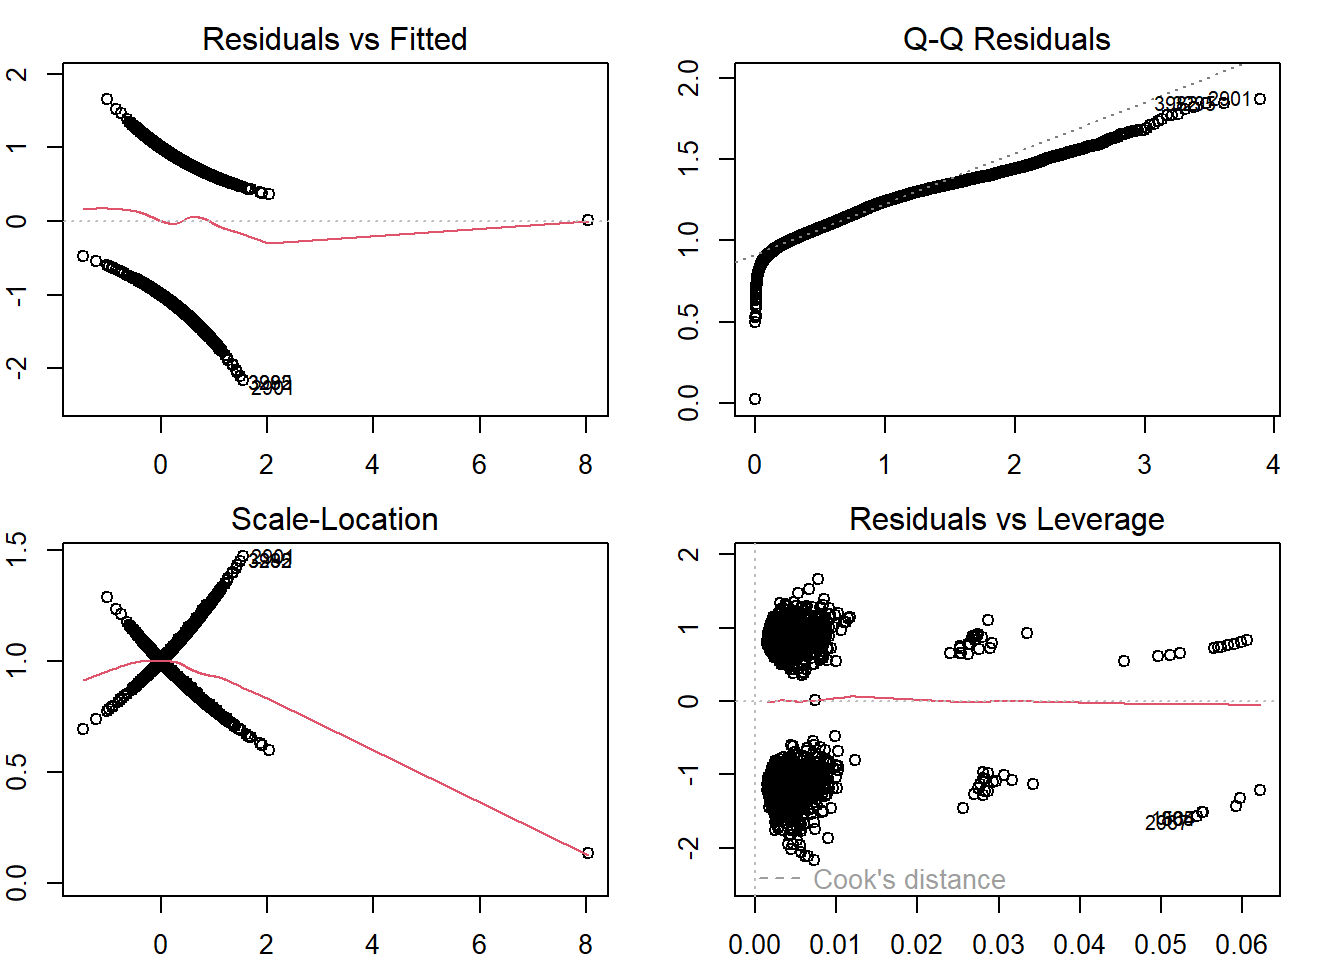 Residuals vs Fitted
2
1
0
-1
-2
2901
0 2 4 6 8
Q-Q Residuals
2.0
1.5
1.0
0.5
0.0
2901
0 1 2 3 4
Scale-Location
1.5
1.0
0.5
0.0
2901
0 2 4 6 8
Residuals vs Leverage
2
1
0
-1
-2
Cook's distance
0.00 0.01 0.02 0.03 0.04 0.05 0.06